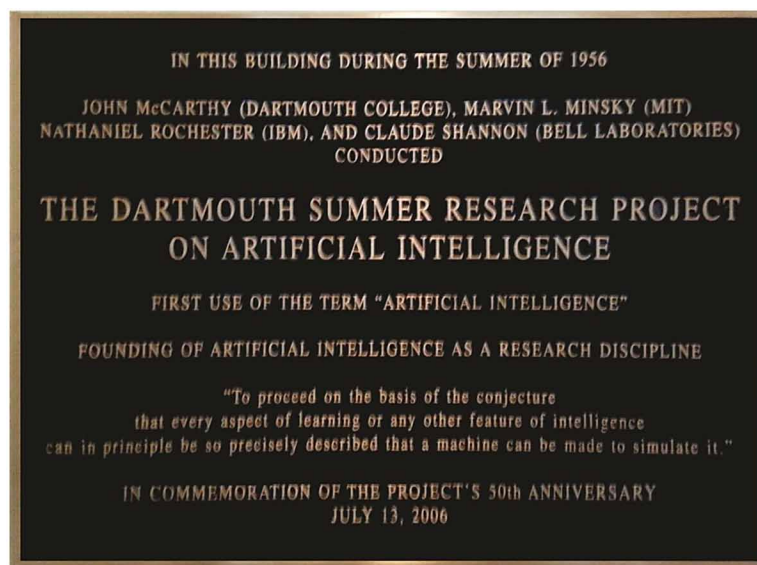 IN THIS BUILDING DURING THE SUMMER OF 1956
JOHN McCARTHY (DARTMOUTH COLLEGE), MARVIN L. MINSKY (MIT)
NATHANIEL ROCHESTER (IBM), AND CLAUDE SHANNON (BELL LABORATORIES)
CONDUCTED
THE DARTMOUTH SUMMER RESEARCH PROJECT
ON ARTIFICIAL INTELLIGENCE
FIRST USE OF THE TERM “ARTIFICIAL INTELLIGENCE”
FOUNDING OF ARTIFICIAL INTELLIGENCE AS A RESEARCH DISCIPLINE
“To proceed on the basis of the conjecture
that every aspect of learning or any other feature of intelligence
can in principle be so precisely described that a machine can be made to simulate it.”
IN COMMEMORATION OF THE PROJECT'S 50th ANNIVERSARY
JULY 13, 2006